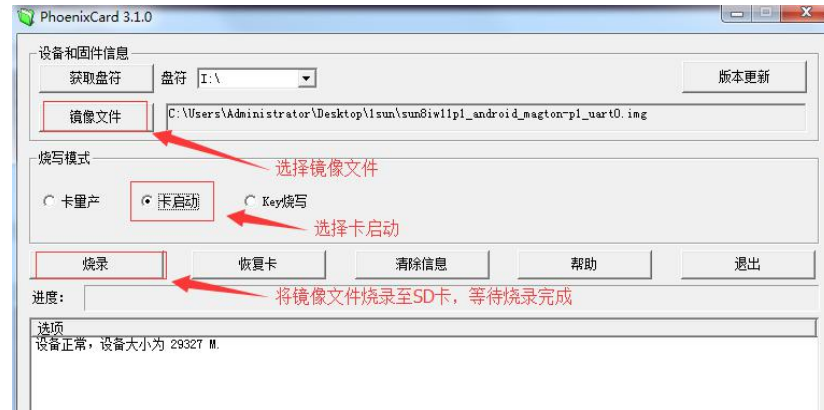 PhoenixCard 3.1.0
设备和固件信息
获取盘符 盘符 I:\ 版本更新
镜像文件 C:\Users\Administrator\Desktop\lsun\sun8iw11p1_android_magton-p1_uart0.img
选择镜像文件
烧写模式
卡量产 卡启动 Key烧写
选择卡启动
烧录 恢复卡 清除信息 帮助 退出
进度： 将镜像文件烧录至SD卡，等待烧录完成
选项
设备正常，设备大小为 29327 M.